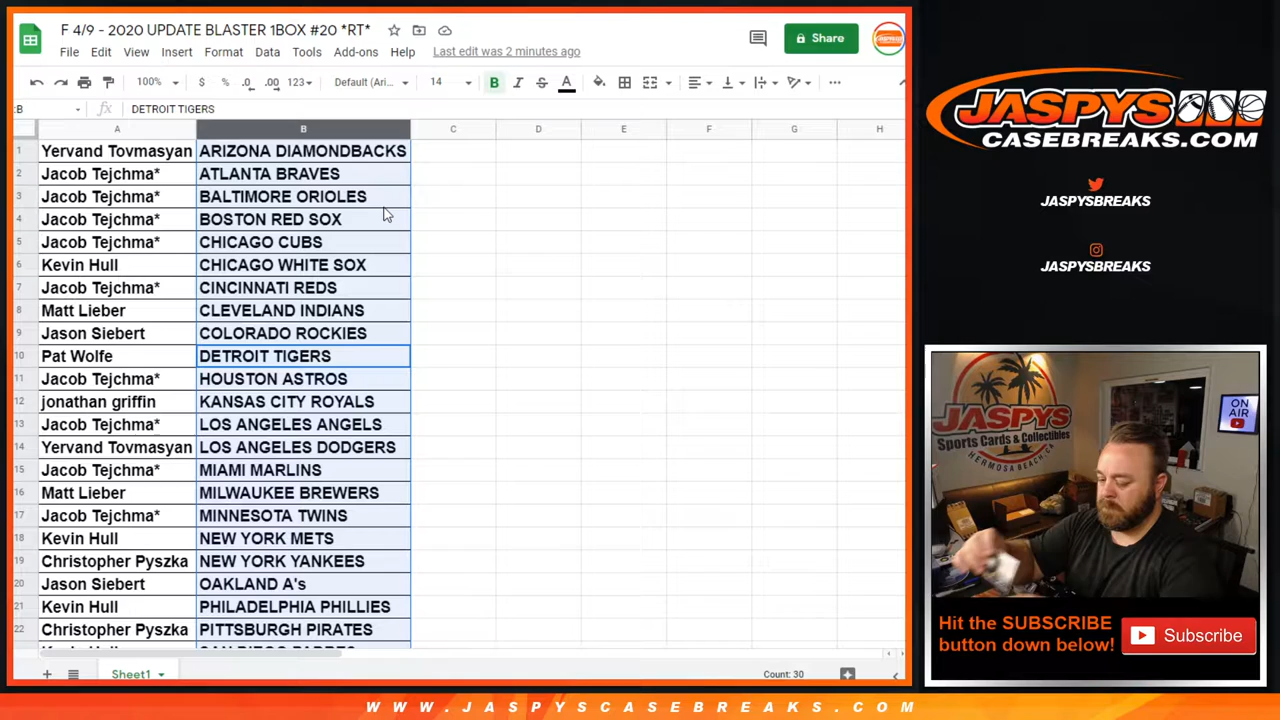 F 4/9 - 2020 UPDATE BLASTER 1BOX #20 *RT*
File Edit View Insert Format Data Tools Add-ons Help Last edit was 2 minutes ago
Share
100% $ % .0 .00 123 Default (Ari... 14 B I S A
:B fx DETROIT TIGERS
A B C D E F G H
1 Yervand Tovmasyan ARIZONA DIAMONDBACKS
2 Jacob Tejchma* ATLANTA BRAVES
3 Jacob Tejchma* BALTIMORE ORIOLES
4 Jacob Tejchma* BOSTON RED SOX
5 Jacob Tejchma* CHICAGO CUBS
6 Kevin Hull CHICAGO WHITE SOX
7 Jacob Tejchma* CINCINNATI REDS
8 Matt Lieber CLEVELAND INDIANS
9 Jason Siebert COLORADO ROCKIES
10 Pat Wolfe DETROIT TIGERS
11 Jacob Tejchma* HOUSTON ASTROS
12 jonathan griffin KANSAS CITY ROYALS
13 Jacob Tejchma* LOS ANGELES ANGELS
14 Yervand Tovmasyan LOS ANGELES DODGERS
15 Jacob Tejchma* MIAMI MARLINS
16 Matt Lieber MILWAUKEE BREWERS
17 Jacob Tejchma* MINNESOTA TWINS
18 Kevin Hull NEW YORK METS
19 Christopher Pyszka NEW YORK YANKEES
20 Jason Siebert OAKLAND A's
21 Kevin Hull PHILADELPHIA PHILLIES
22 Christopher Pyszka PITTSBURGH PIRATES
Sheet1
Count: 30
JASPYS
CASEBREAKS.COM
JASPYSBREAKS
JASPYSBREAKS
JASPYS
Sports Cards & Collectibles
HERMOSA BEACH, CA
ON
AIR
Hit the SUBSCRIBE
button down below!
Subscribe
WWW.JASPYSCASEBREAKS.COM